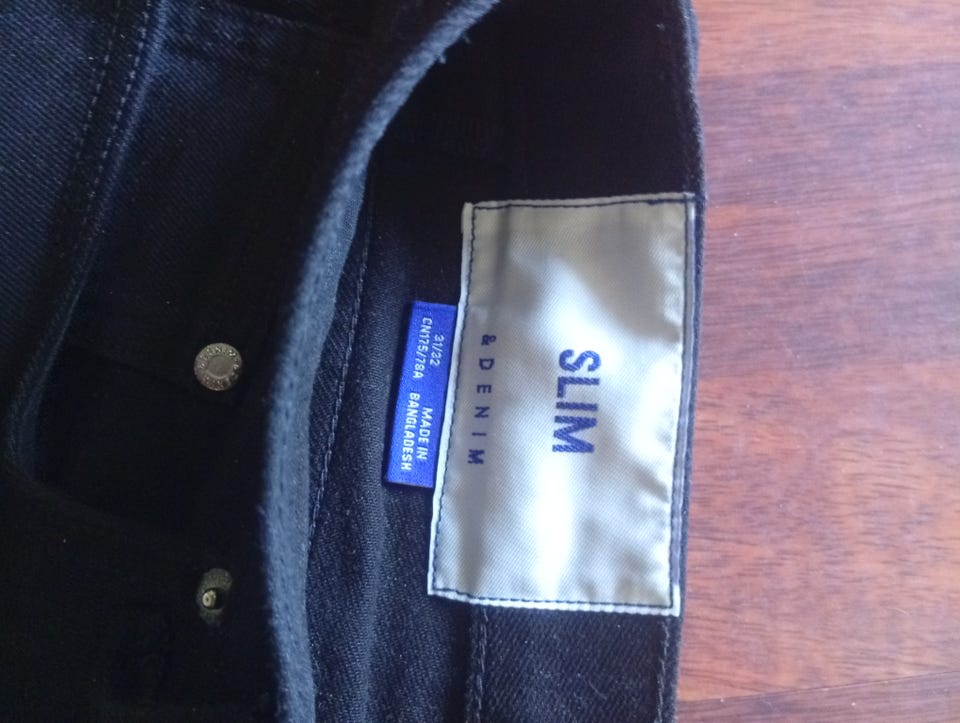 SLIM
& DENIM
31/32
CN175/78A
MADE IN
BANGLADESH